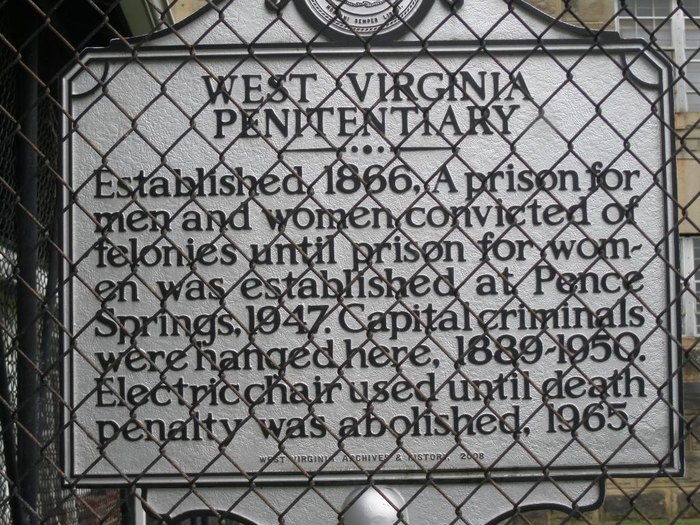 SEMPER LI
WEST VIRGINIA
PENITENTIARY
Established, 1866. A prison for
men and women convicted of
felonies until prison for wom-
en was established at Pence
Springs, 1947. Capital criminals
were hanged here, 1889-1950.
Electric chair used until death
penalty was abolished, 1965.
WEST VIRGINIA ARCHIVES & HISTORY, 2008